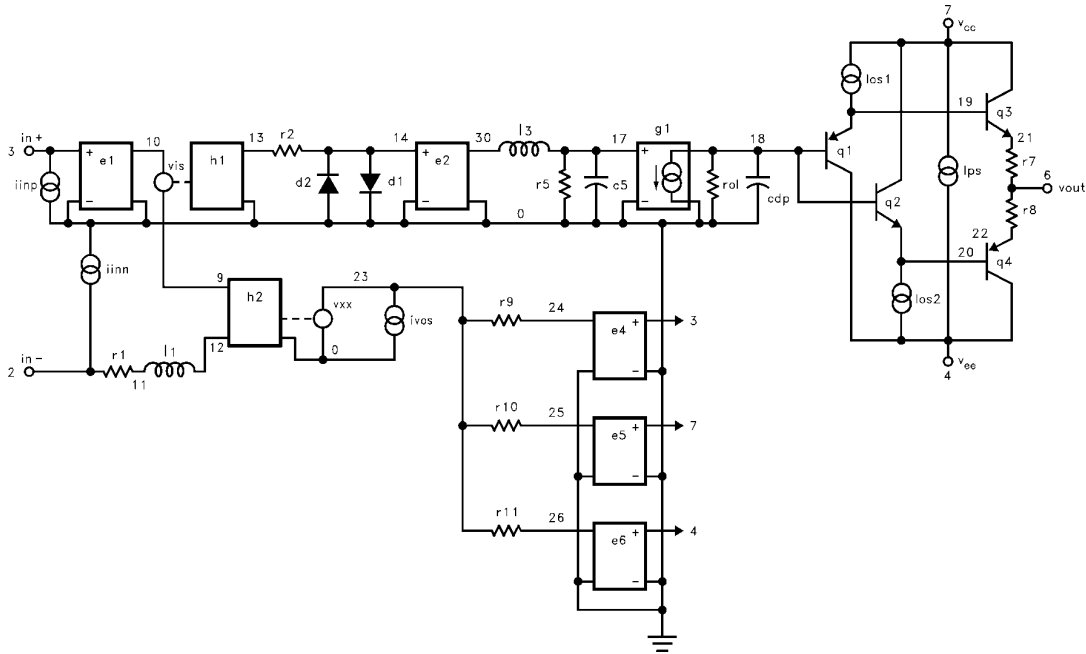 7
vcc
Ios1
19
q3
in+
10
13
r2
14
30
l3
17
g1
18
21
3
+
e1
vis
h1
+
e2
+
q1
r7
iinp
d2
d1
r5
c5
rol
cdp
Ips
6
vout
−
−
−
q2
r8
0
22
20
q4
iinn
9
23
h2
vxx
ivos
r9
24
Ios2
+
3
e4
in-
r1
l1
12
0
vee
2
11
−
4
r10
25
+
7
e5
−
r11
26
+
4
e6
−